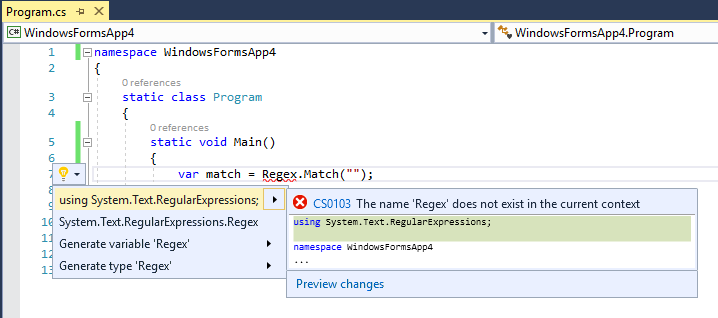 Program.cs
C# WindowsFormsApp4 WindowsFormsApp4.Program
1 namespace WindowsFormsApp4
2 {
0 references
3 static class Program
4 {
0 references
5 static void Main()
6 {
7 var match = Regex.Match("");
using System.Text.RegularExpressions;
System.Text.RegularExpressions.Regex
Generate variable 'Regex'
Generate type 'Regex'
10
11
12
13
CS0103 The name 'Regex' does not exist in the current context
using System.Text.RegularExpressions;
namespace WindowsFormsApp4
...
Preview changes